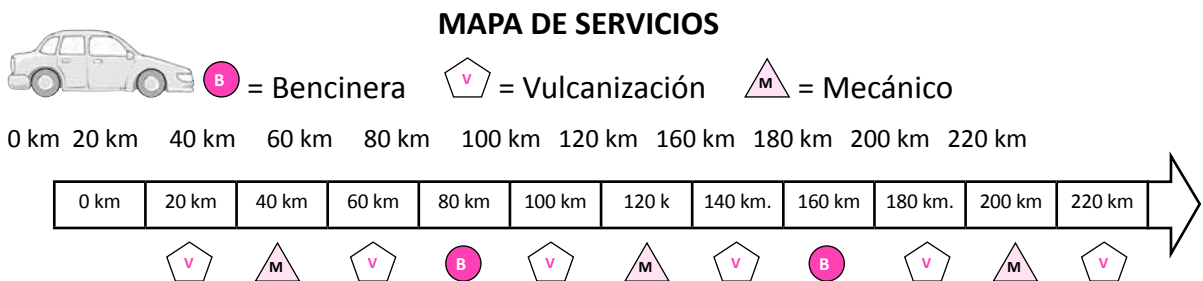 MAPA DE SERVICIOS
B = Bencinera V = Vulcanización M = Mecánico
0 km 20 km 40 km 60 km 80 km 100 km 120 km 160 km 180 km 200 km 220 km
0 km 20 km 40 km 60 km 80 km 100 km 120 k 140 km. 160 km 180 km. 200 km 220 km
V M V B V M V B V M V